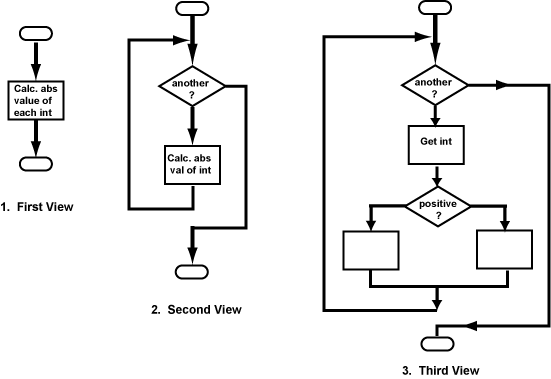 Calc. abs
value of
each int
1. First View
another
?
Calc. abs
val of int
2. Second View
another
?
Get int
positive
?
3. Third View